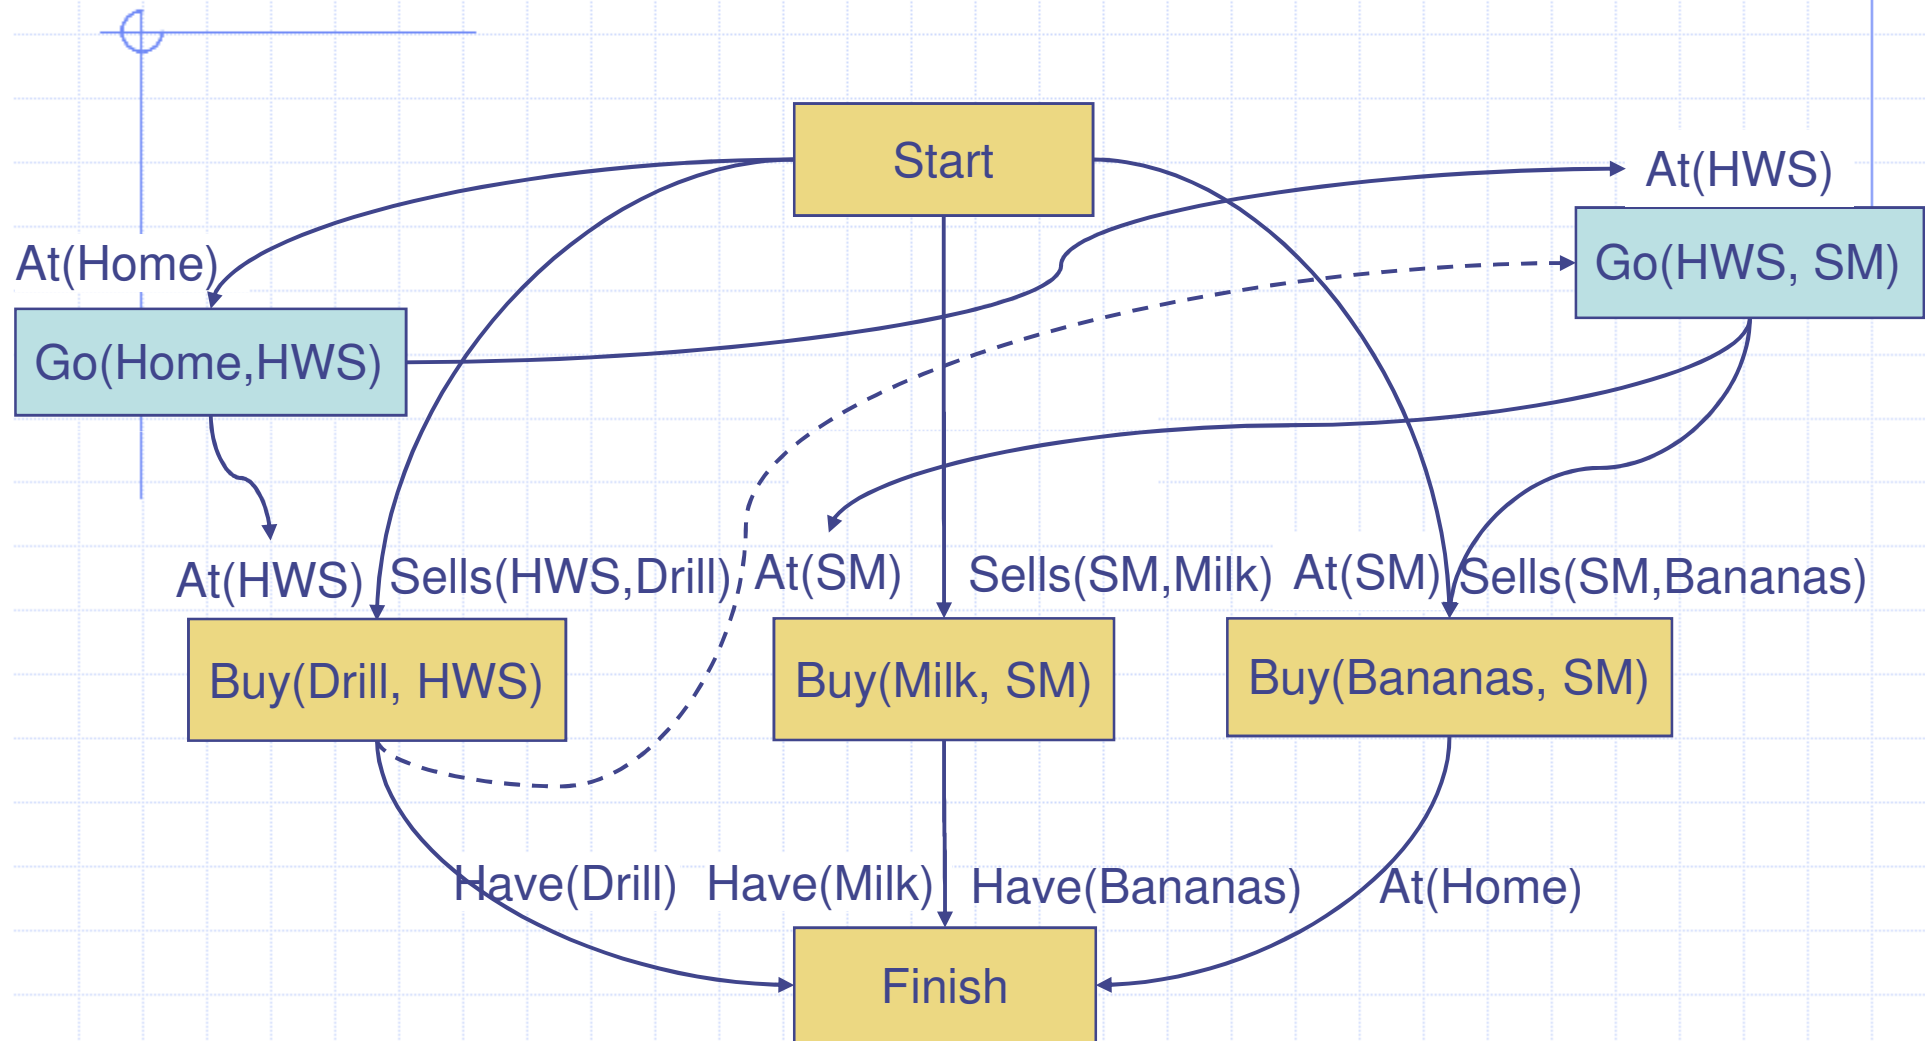 Start
At(HWS)
At(Home)
Go(HWS, SM)
Go(Home,HWS)
At(HWS) Sells(HWS,Drill) At(SM) Sells(SM,Milk) At(SM) Sells(SM,Bananas)
Buy(Drill, HWS) Buy(Milk, SM) Buy(Bananas, SM)
Have(Drill) Have(Milk) Have(Bananas) At(Home)
Finish